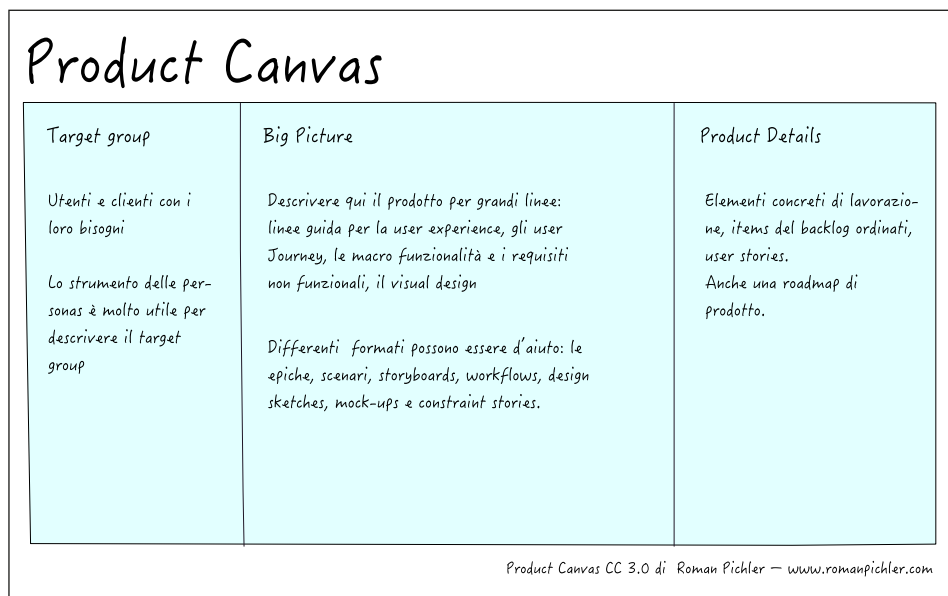 Product Canvas
Target group
Utenti e clienti con i
loro bisogni
Lo strumento delle per-
sonas è molto utile per
descrivere il target
group
Big Picture
Descrivere qui il prodotto per grandi linee:
linee guida per la user experience, gli user
Journey, le macro funzionalità e i requisiti
non funzionali, il visual design
Differenti formati possono essere d'aiuto: le
epiche, scenari, storyboards, workflows, design
sketches, mock-ups e constraint stories.
Product Details
Elementi concreti di lavorazio-
ne, items del backlog ordinati,
user stories.
Anche una roadmap di
prodotto.
Product Canvas CC 3.0 di Roman Pichler – www.romanpichler.com